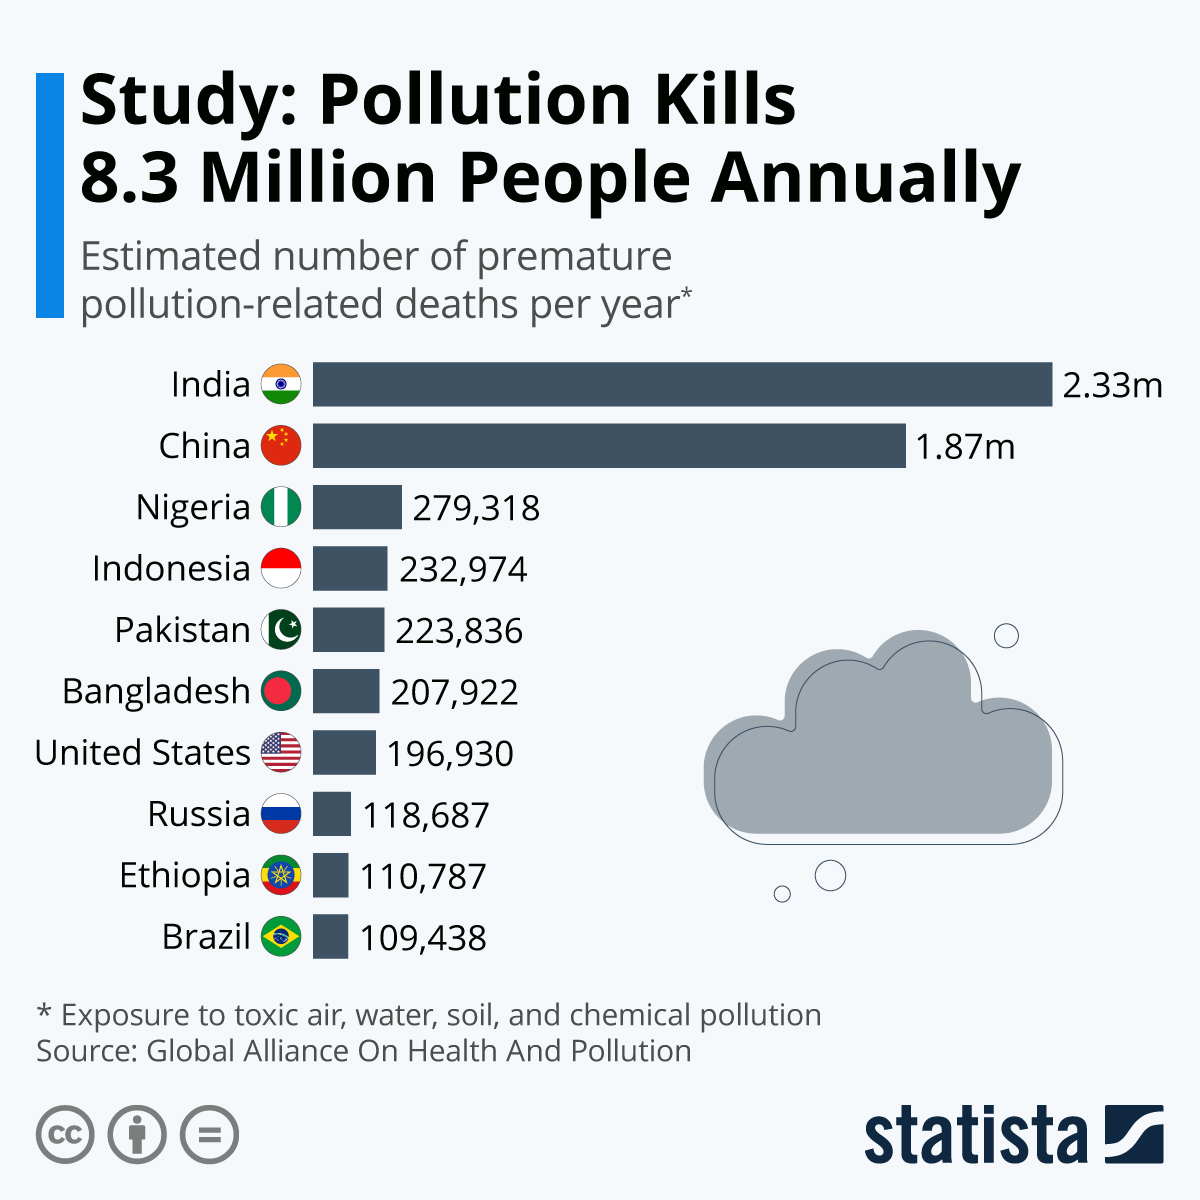 Study: Pollution Kills
8.3 Million People Annually
Estimated number of premature
pollution-related deaths per year*
India 2.33m
China 1.87m
Nigeria 279,318
Indonesia 232,974
Pakistan 223,836
Bangladesh 207,922
United States 196,930
Russia 118,687
Ethiopia 110,787
Brazil 109,438
* Exposure to toxic air, water, soil, and chemical pollution
Source: Global Alliance On Health And Pollution
cc = statista